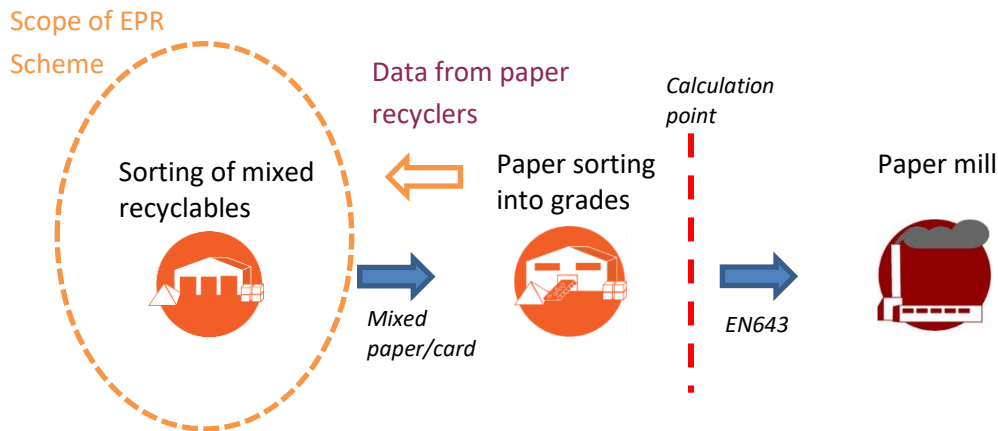 Scope of EPR
Scheme
Data from paper
recyclers
Calculation
point
Sorting of mixed
recyclables
Paper sorting
into grades
Paper mill
Mixed
paper/card
EN643